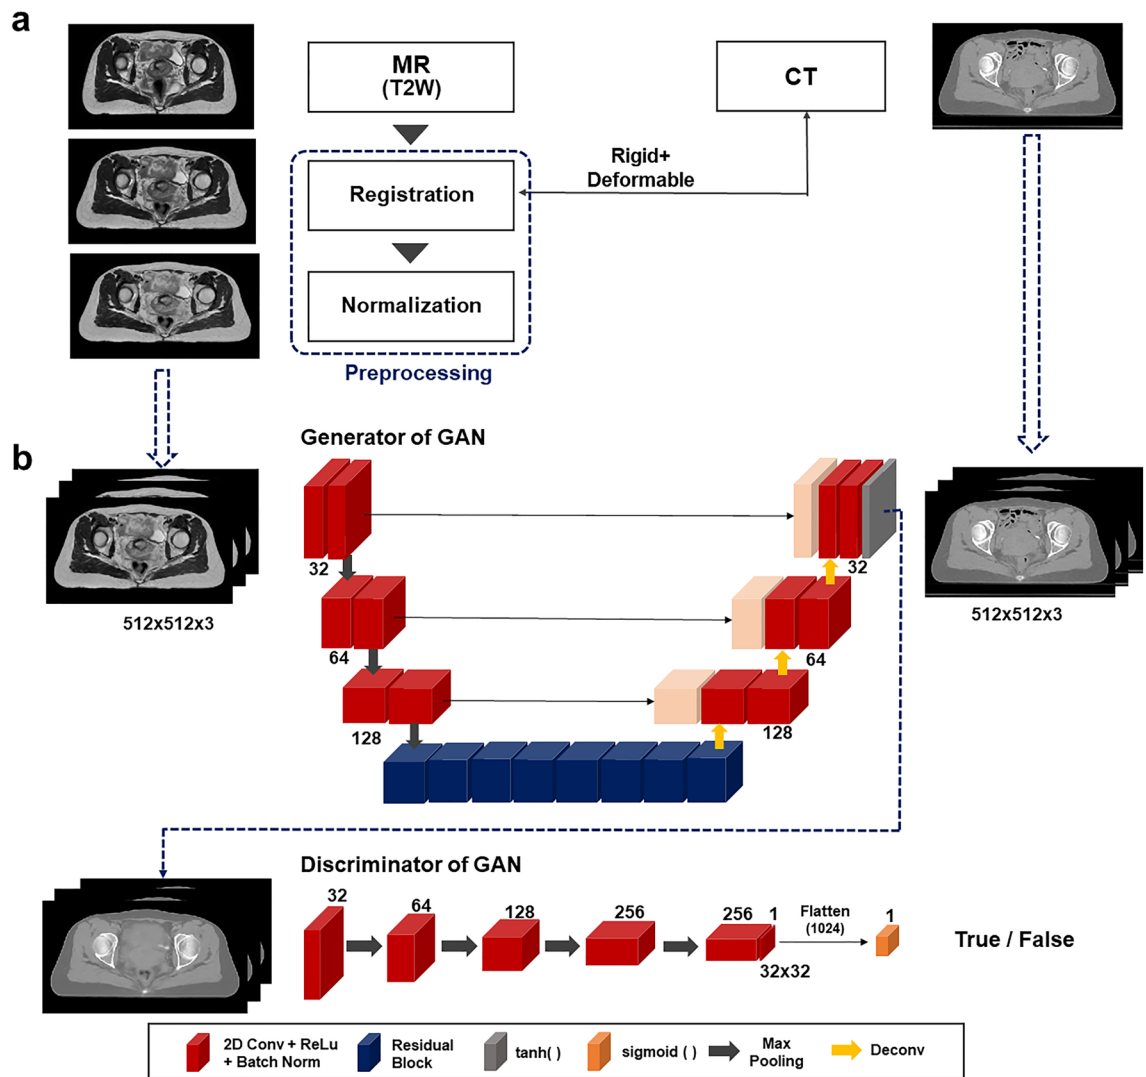 a
MR
(T2W)
CT
Rigid+
Deformable
Registration
Normalization
Preprocessing
b
Generator of GAN
32
32
512x512x3
512x512x3
64
64
128
128
Discriminator of GAN
32
64
128
256
256
1
Flatten
(1024)
1
True / False
32x32
2D Conv + ReLu
+ Batch Norm
Residual
Block
tanh( )
sigmoid ( )
Max
Pooling
Deconv